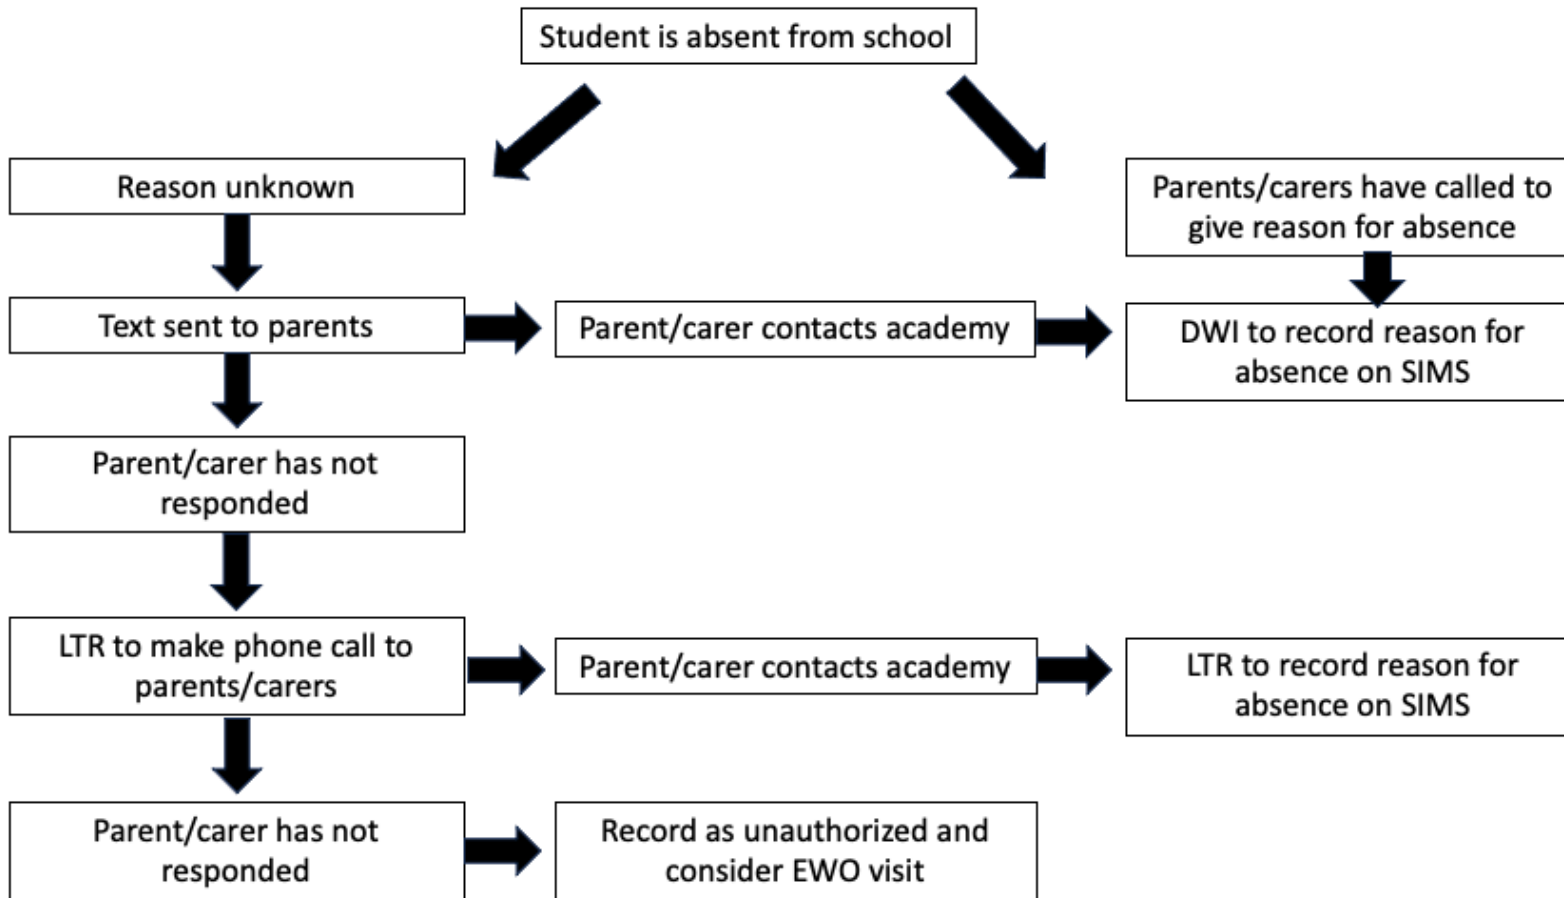 Student is absent from school
Reason unknown
Parents/carers have called to
give reason for absence
Text sent to parents
Parent/carer contacts academy
DWI to record reason for
absence on SIMS
Parent/carer has not
responded
LTR to make phone call to
parents/carers
Parent/carer contacts academy
LTR to record reason for
absence on SIMS
Parent/carer has not
responded
Record as unauthorized and
consider EWO visit